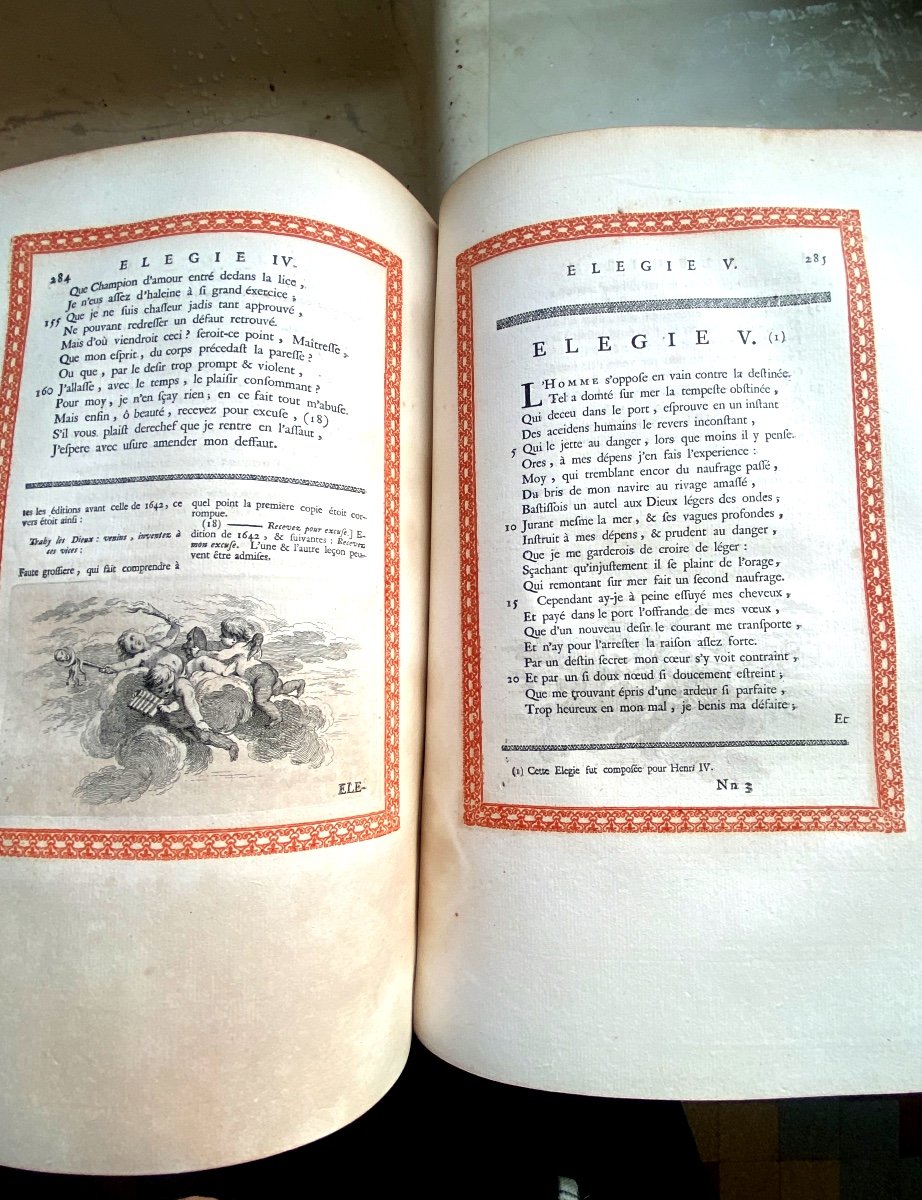 284
ELEGIE IV.
Que Champion d'amour entré dedans la lice,
Je n'eus assez d'haleine à si grand éxercice;
155 Que je ne suis chasseur jadis tant approuvé,
Ne pouvant redresser un défaut retrouvé.
Mais d'où viendroit ceci? seroit-ce point, Maitresse,
Que mon esprit, du corps précedast la paresse?
Ou que, par le desir trop prompt & violent,
160 J'allasse, avec le temps, le plaisir consommant?
Pour moy, je n'en sçay rien; en ce fait tout m'abuse.
Mais enfin, ô beauté, recevez pour excuse, (18)
S'il vous plaist derechef que je rentre en l'assaut,
J'espere avec usure amender mon deffaut.
tes les éditions avant celle de 1642, ce
vers étoit ainsi:
Trahy les Dieux: venins, inventez à
ses vices:
Faute grossiere, qui fait comprendre à
quel point la premiere copie étoit cor-
rompue.
(18) —— Recevez pour excuse.] E-
dition de 1642, & suivantes: Recevez
mon excuse. L'une & l'autre leçon peu-
vent être admises.
ELE-
ELEGIE V.
285
ELEGIE V. (1)
L'HOMME s'oppose en vain contre la destinée.
Tel a domté sur mer la tempeste obstinée,
Qui deceu dans le port, esprouve en un instant
Des accidens humains le revers inconstant,
5 Qui le jette au danger, lors que moins il y pense.
Ores, à mes dépens j'en fais l'experience:
Moy, qui tremblant encor du naufrage passé,
Du bris de mon navire au rivage amassé,
Bastissois un autel aux Dieux légers des ondes;
10 Jurant mesme la mer, & ses vagues profondes,
Instruit à mes dépens, & prudent au danger,
Que je me garderois de croire de léger:
Sçachant qu'injustement il se plaint de l'orage,
Qui remontant sur mer fait un second naufrage.
15 Cependant ay-je à peine essuyé mes cheveux,
Et payé dans le port l'offrande de mes vœux,
Que d'un nouveau desir le courant me transporte,
Et n'ay pour l'arrester la raison assez forte.
Par un destin secret mon cœur s'y voit contraint,
20 Et par un si doux nœud si doucement estreint;
Que me trouvant épris d'une ardeur si parfaite,
Trop heureux en mon mal, je benis ma défaite;
Et
(1) Cette Elegie fut composée pour Henri IV.
Nn 3